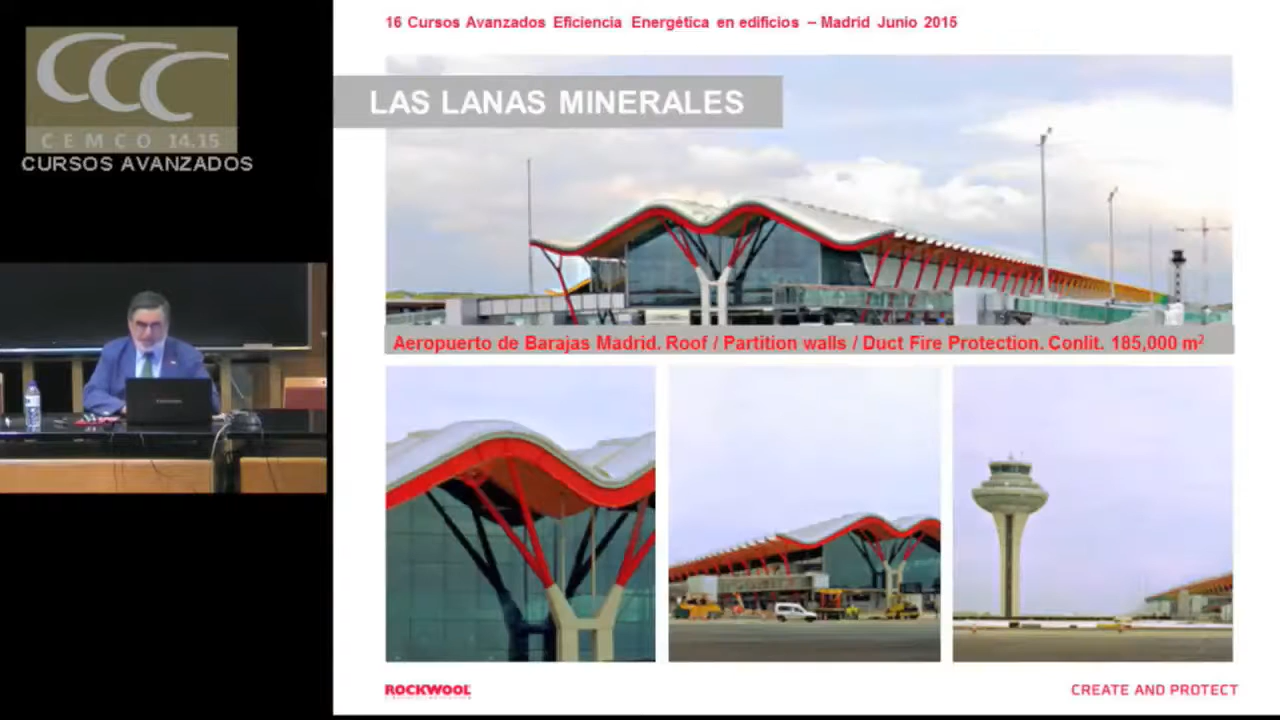 CCC
CEMCO 14.15
CURSOS AVANZADOS
16 Cursos Avanzados Eficiencia Energética en edificios – Madrid Junio 2015
LAS LANAS MINERALES
Aeropuerto de Barajas Madrid. Roof / Partition walls / Duct Fire Protection. Conlit. 185,000 m²
ROCKWOOL
CREATE AND PROTECT